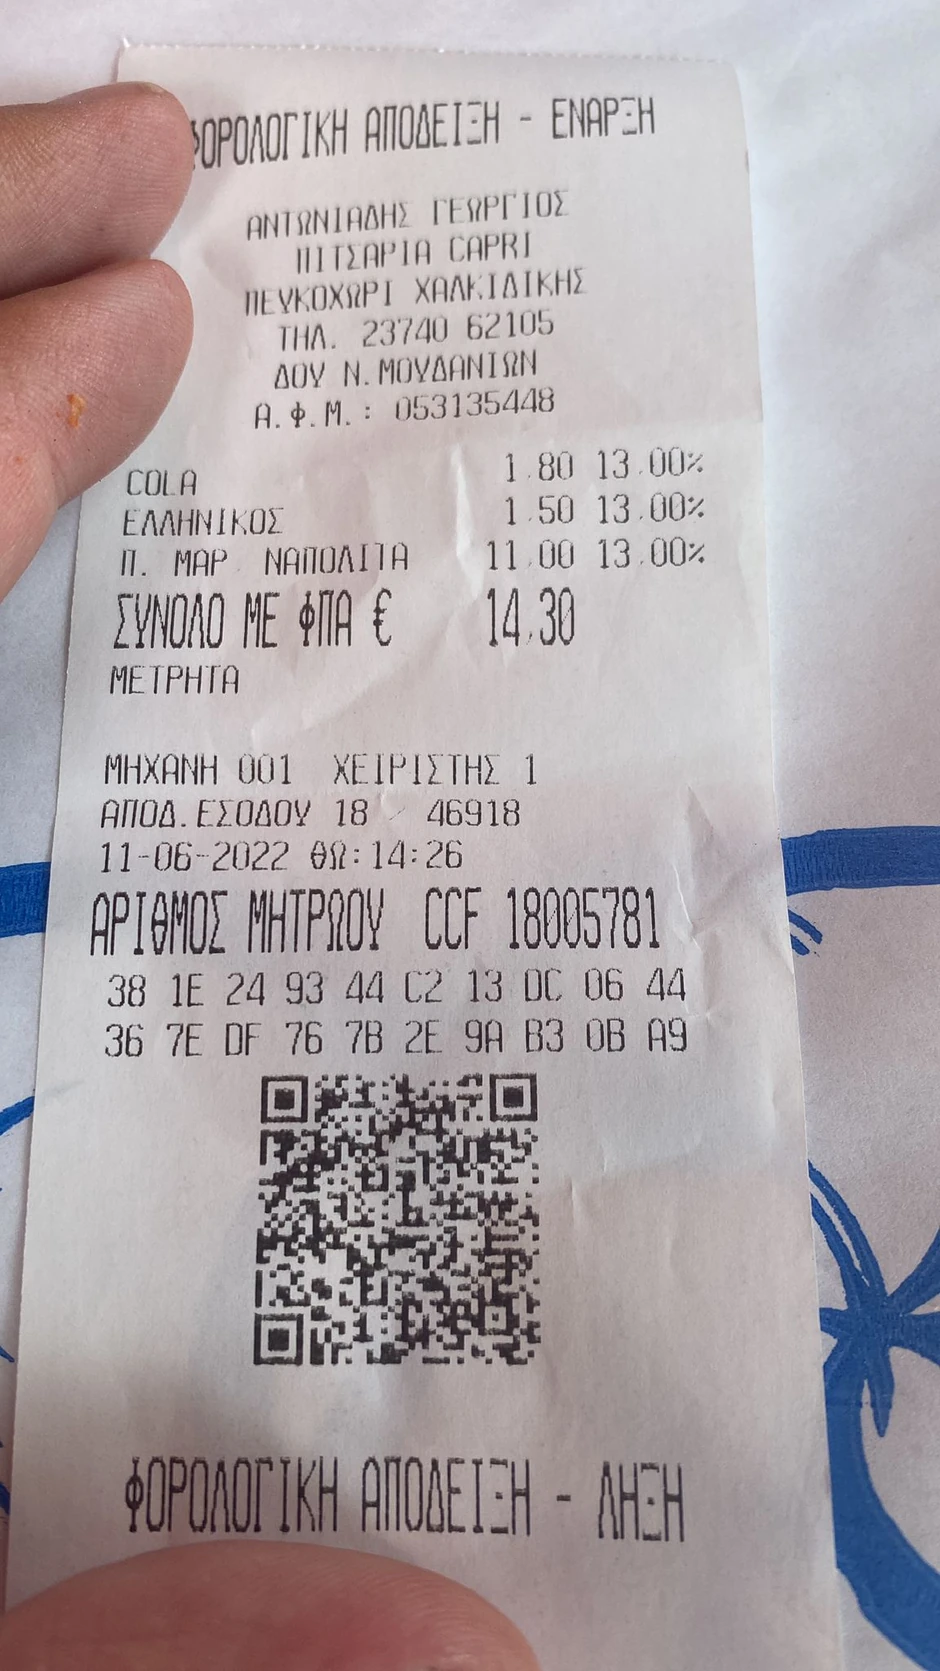 ΦΟΡΟΛΟΓΙΚΗ ΑΠΟΔΕΙΞΗ - ΕΝΑΡΞΗ
ΑΝΤΩΝΙΑΔΗΣ ΓΕΩΡΓΙΟΣ
ΠΙΤΣΑΡΙΑ CAPRI
ΠΕΥΚΟΧΩΡΙ ΧΑΛΚΙΔΙΚΗΣ
ΤΗΛ. 23740 62105
ΔΟΥ Ν.ΜΟΥΔΑΝΙΩΝ
Α.Φ.Μ.: 053135448
COLA 1.80 13.00%
ΕΛΛΗΝΙΚΟΣ 1.50 13.00%
Π. ΜΑΡ. ΝΑΠΟΛΙΤΑ 11.00 13.00%
ΣΥΝΟΛΟ ΜΕ ΦΠΑ € 14.30
ΜΕΤΡΗΤΑ
ΜΗΧΑΝΗ 001 ΧΕΙΡΙΣΤΗΣ 1
ΑΠΟΔ.ΕΣΟΔΟΥ 18 / 46918
11-06-2022 ΘΩ:14:26
ΑΡΙΘΜΟΣ ΜΗΤΡΩΟΥ CCF 18005781
38 1E 24 93 44 C2 13 DC 06 44
36 7E DF 76 7B 2E 9A B3 0B A9
ΦΟΡΟΛΟΓΙΚΗ ΑΠΟΔΕΙΞΗ - ΛΗΞΗ